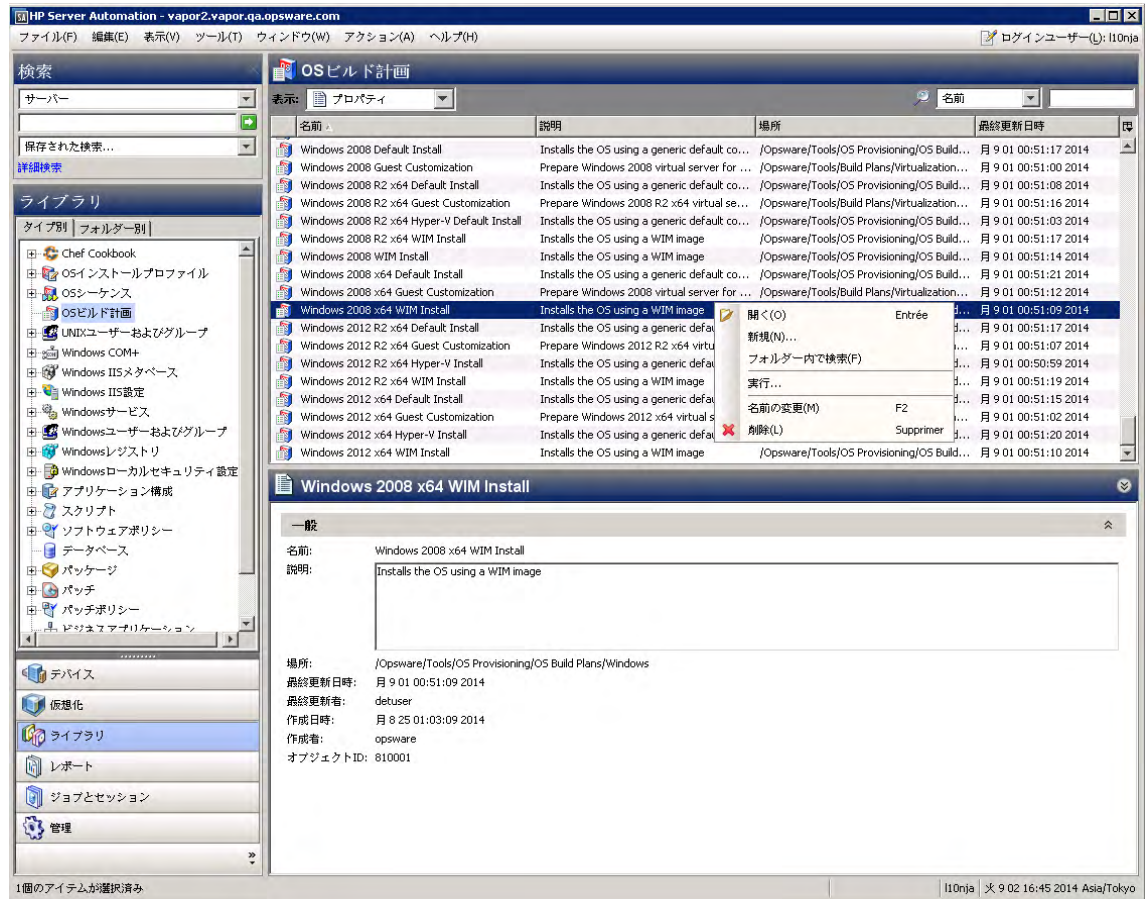 HP Server Automation - vapor2.vapor.qa.opsware.com
ファイル(F) 編集(E) 表示(V) ツール(T) ウィンドウ(W) アクション(A) ヘルプ(H)
ログインユーザー(L): l10nja
検索
サーバー
保存された検索...
詳細検索
ライブラリ
タイプ別 フォルダー別
Chef Cookbook
OSインストールプロファイル
OSシーケンス
OSビルド計画
UNIXユーザーおよびグループ
Windows COM+
Windows IISメタベース
Windows IIS設定
Windowsサービス
Windowsユーザーおよびグループ
Windowsレジストリ
Windowsローカルセキュリティ設定
アプリケーション構成
スクリプト
ソフトウェアポリシー
データベース
パッケージ
パッチ
パッチポリシー
ビジネスアプリケーション
デバイス
仮想化
ライブラリ
レポート
ジョブとセッション
管理
OSビルド計画
表示: プロパティ 名前
名前 説明 場所 最終更新日時
Windows 2008 Default Install Installs the OS using a generic default co... /Opsware/Tools/OS Provisioning/OS Build... 月 9 01 00:51:17 2014
Windows 2008 Guest Customization Prepare Windows 2008 virtual server for ... /Opsware/Tools/Build Plans/Virtualization... 月 9 01 00:51:00 2014
Windows 2008 R2 x64 Default Install Installs the OS using a generic default co... /Opsware/Tools/OS Provisioning/OS Build... 月 9 01 00:51:08 2014
Windows 2008 R2 x64 Guest Customization Prepare Windows 2008 R2 x64 virtual se... /Opsware/Tools/Build Plans/Virtualization... 月 9 01 00:51:16 2014
Windows 2008 R2 x64 Hyper-V Default Install Installs the OS using a generic default co... /Opsware/Tools/OS Provisioning/OS Build... 月 9 01 00:51:03 2014
Windows 2008 R2 x64 WIM Install Installs the OS using a WIM image /Opsware/Tools/OS Provisioning/OS Build... 月 9 01 00:51:17 2014
Windows 2008 WIM Install Installs the OS using a WIM image /Opsware/Tools/OS Provisioning/OS Build... 月 9 01 00:51:14 2014
Windows 2008 x64 Default Install Installs the OS using a generic default co... /Opsware/Tools/OS Provisioning/OS Build... 月 9 01 00:51:21 2014
Windows 2008 x64 Guest Customization Prepare Windows 2008 virtual server for ... /Opsware/Tools/Build Plans/Virtualization... 月 9 01 00:51:12 2014
Windows 2008 x64 WIM Install Installs the OS using a WIM image d... 月 9 01 00:51:09 2014
Windows 2012 R2 x64 Default Install Installs the OS using a generic defau d... 月 9 01 00:51:17 2014
Windows 2012 R2 x64 Guest Customization Prepare Windows 2012 R2 x64 virtu 月 9 01 00:51:07 2014
Windows 2012 R2 x64 Hyper-V Install Installs the OS using a generic defau d... 月 9 01 00:50:59 2014
Windows 2012 R2 x64 WIM Install Installs the OS using a WIM image d... 月 9 01 00:51:19 2014
Windows 2012 x64 Default Install Installs the OS using a generic defau d... 月 9 01 00:51:15 2014
Windows 2012 x64 Guest Customization Prepare Windows 2012 x64 virtual s 月 9 01 00:51:02 2014
Windows 2012 x64 Hyper-V Install Installs the OS using a generic defau d... 月 9 01 00:51:20 2014
Windows 2012 x64 WIM Install Installs the OS using a WIM image /Opsware/Tools/OS Provisioning/OS Build... 月 9 01 00:51:10 2014
開く(O) Entrée
新規(N)...
フォルダー内で検索(F)
実行...
名前の変更(M) F2
削除(L) Supprimer
Windows 2008 x64 WIM Install
一般
名前: Windows 2008 x64 WIM Install
説明: Installs the OS using a WIM image
場所: /Opsware/Tools/OS Provisioning/OS Build Plans/Windows
最終更新日時: 月 9 01 00:51:09 2014
最終更新者: detuser
作成日時: 月 8 25 01:03:09 2014
作成者: opsware
オブジェクトID: 810001
1個のアイテムが選択済み
l10nja 火 9 02 16:45 2014 Asia/Tokyo